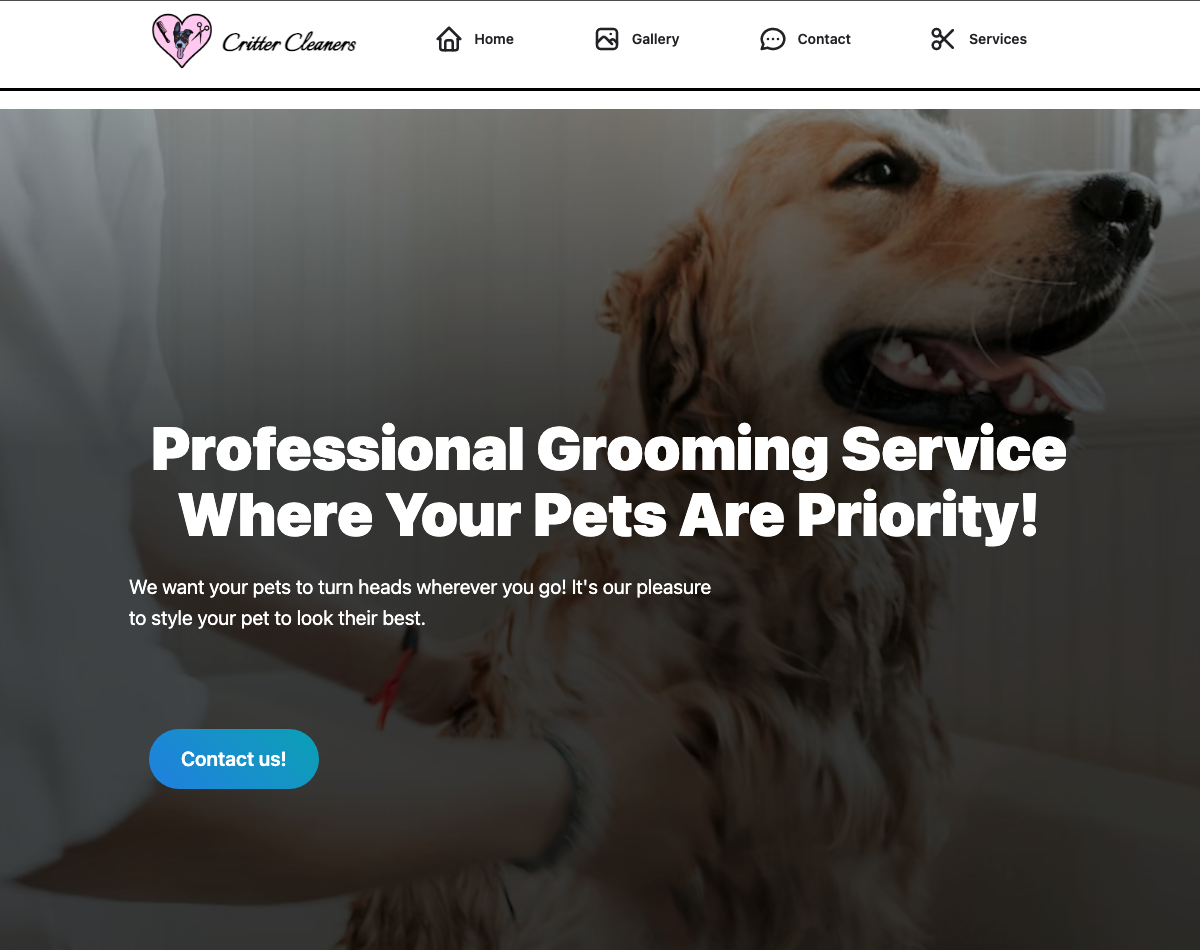 Critter Cleaners
Home
Gallery
Contact
Services
Professional Grooming Service
Where Your Pets Are Priority!
We want your pets to turn heads wherever you go! It's our pleasure
to style your pet to look their best.
Contact us!